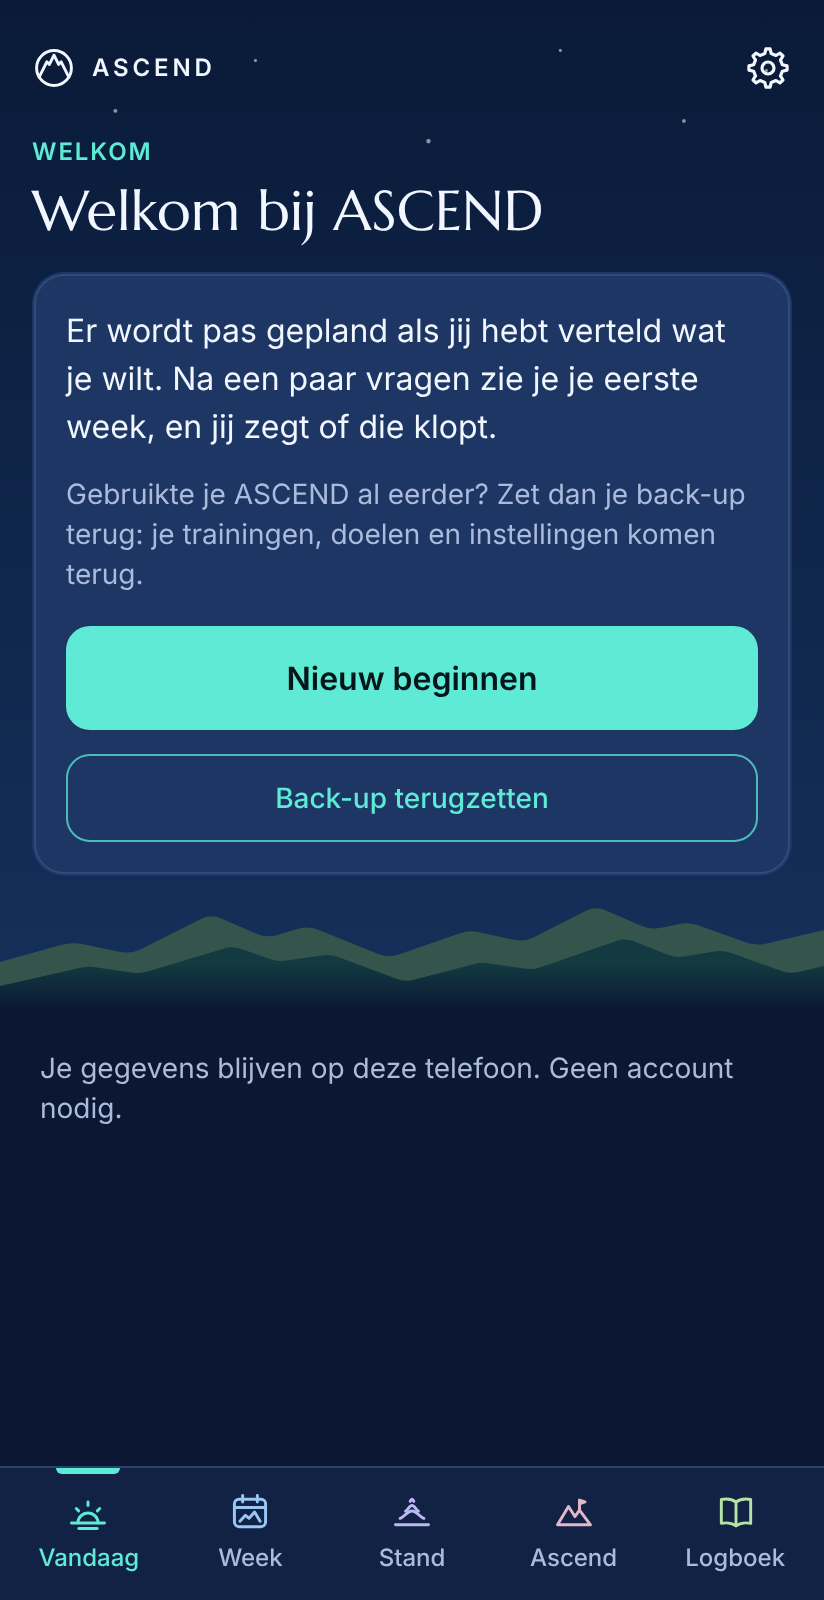 ASCEND
WELKOM
Welkom bij ASCEND
Er wordt pas gepland als jij hebt verteld wat
je wilt. Na een paar vragen zie je je eerste
week, en jij zegt of die klopt.
Gebruikte je ASCEND al eerder? Zet dan je back-up
terug: je trainingen, doelen en instellingen komen
terug.
Nieuw beginnen
Back-up terugzetten
Je gegevens blijven op deze telefoon. Geen account
nodig.
Vandaag
Week
Stand
Ascend
Logboek